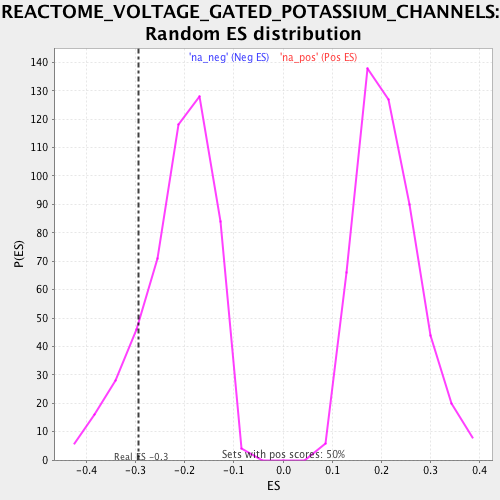 REACTOME_VOLTAGE_GATED_POTASSIUM_CHANNELS:
Random ES distribution
'na_neg' (Neg ES) 'na_pos' (Pos ES)
140
130
120
110
100
90
80
70
60
50
40
30
20
10
0
P(ES)
Real ES -0.3
Sets with pos scores: 50%
-0.4 -0.3 -0.2 -0.1 0.0 0.1 0.2 0.3 0.4
ES